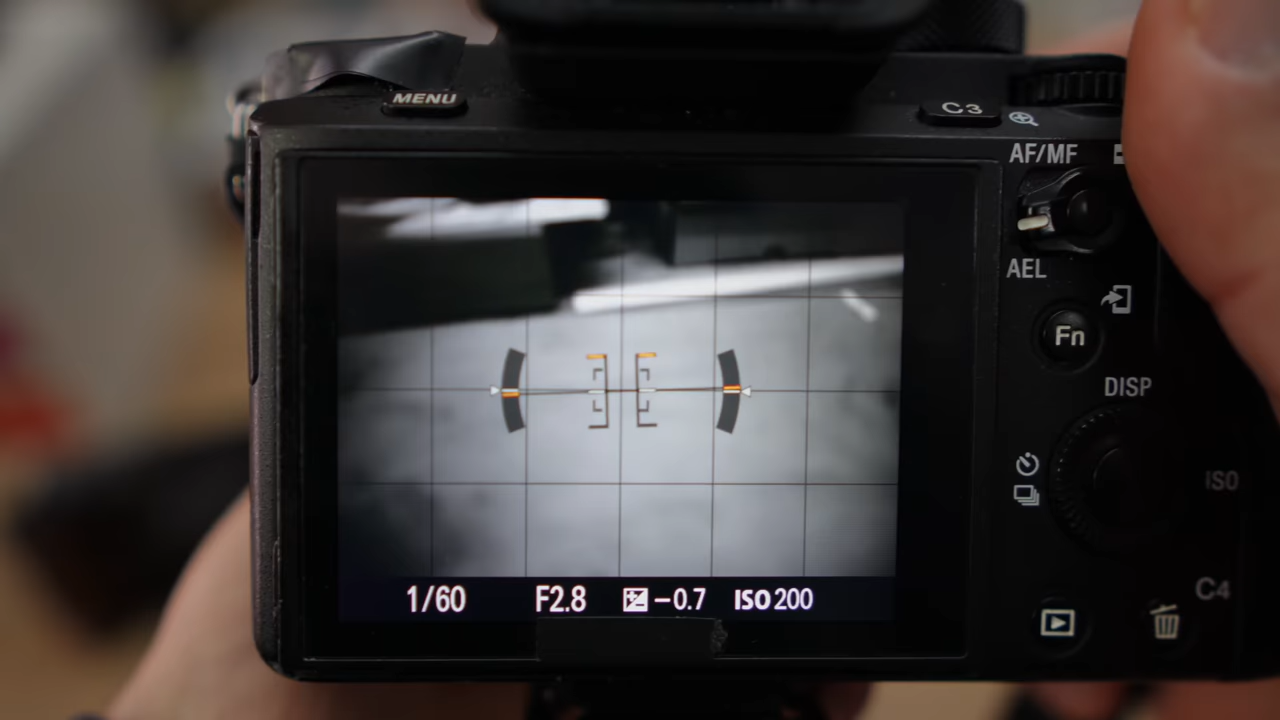 MENU
C3
AF/MF
AEL
Fn
DISP
ISO
C4
1/60 F2.8 -0.7 ISO 200